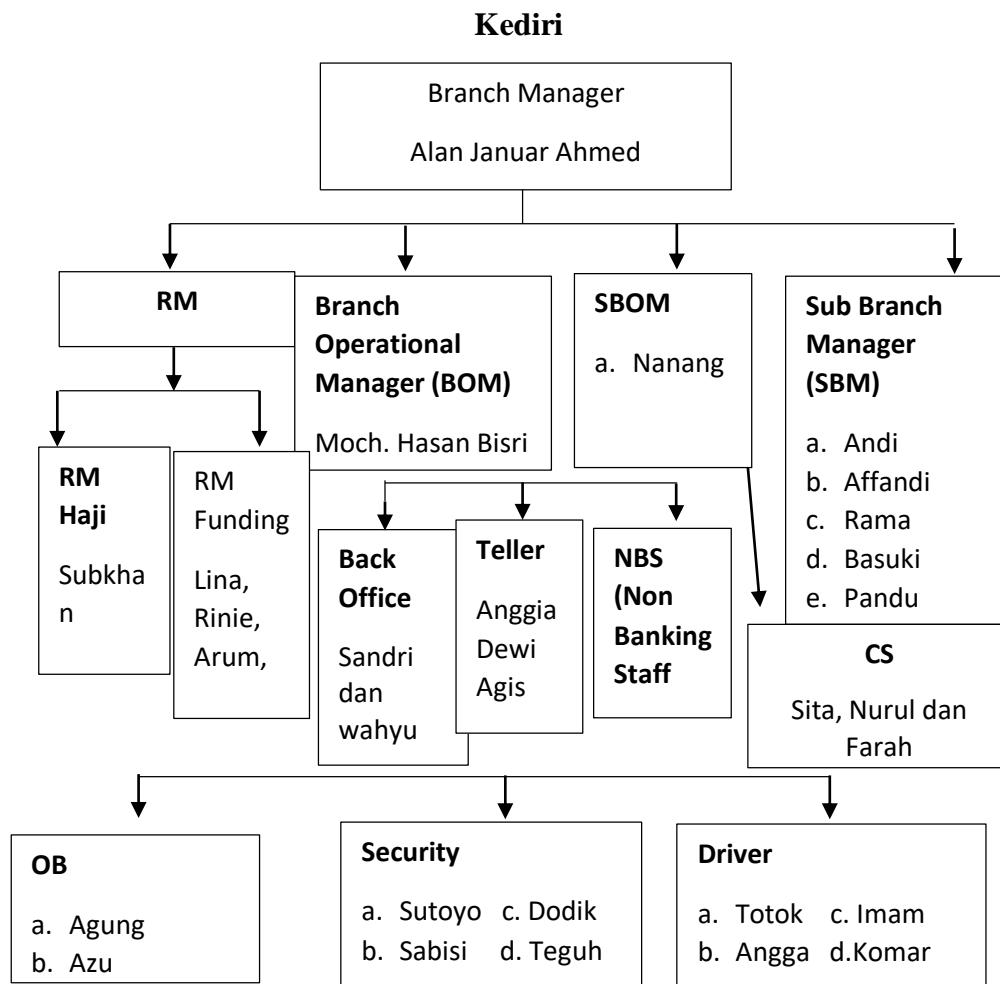 Kediri
Branch Manager
Alan Januar Ahmed
RM
Branch
Operational
Manager (BOM)
Moch. Hasan Bisri
SBOM
a. Nanang
Sub Branch
Manager
(SBM)
a. Andi
b. Affandi
c. Rama
d. Basuki
e. Pandu
RM
Haji
Subkha
n
RM
Funding
Lina,
Rinie,
Arum,
Back
Office
Sandri
dan
wahyu
Teller
Anggia
Dewi
Agis
NBS
(Non
Banking
Staff
CS
Sita, Nurul dan
Farah
OB
a. Agung
b. Azu
Security
a. Sutoyo c. Dodik
b. Sabisi d. Teguh
Driver
a. Totok c. Imam
b. Angga d.Komar